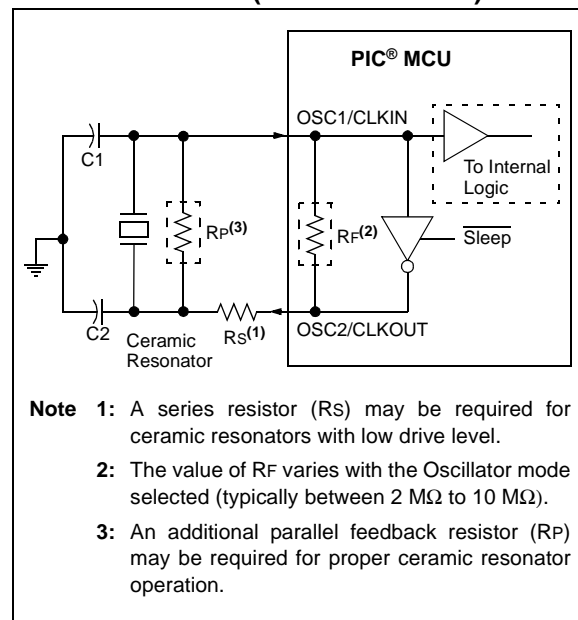 PIC® MCU
OSC1/CLKIN
C1
To Internal
Logic
RP(3)
RF(2)
Sleep
C2
Ceramic
Resonator
RS(1)
OSC2/CLKOUT
Note 1: A series resistor (RS) may be required for
ceramic resonators with low drive level.
2: The value of RF varies with the Oscillator mode
selected (typically between 2 MΩ to 10 MΩ).
3: An additional parallel feedback resistor (RP)
may be required for proper ceramic resonator
operation.